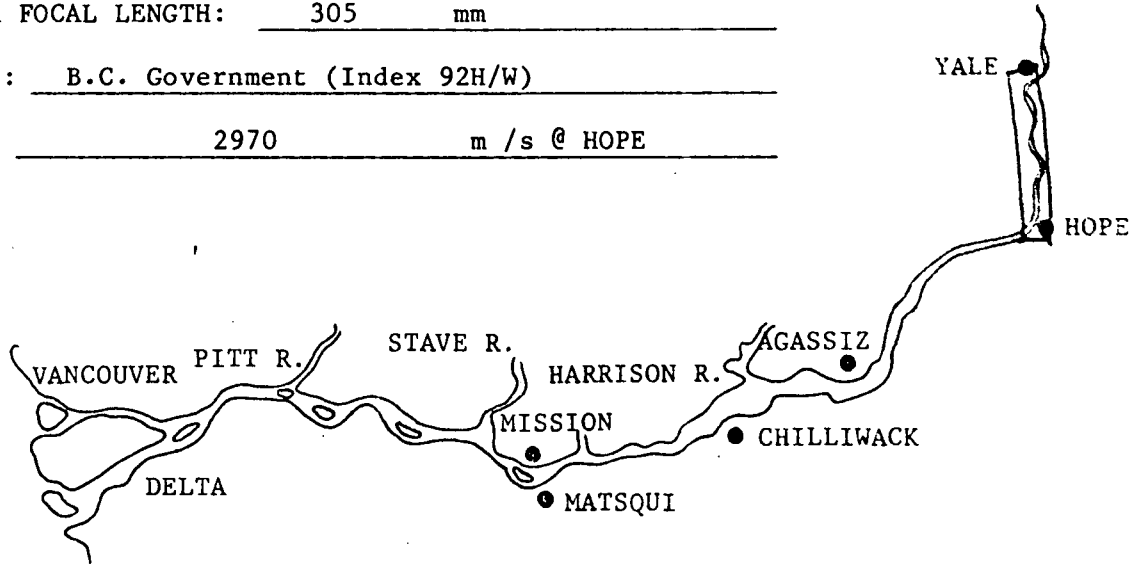 FOCAL LENGTH: 305 mm
: B.C. Government (Index 92H/W)
2970 m /s @ HOPE
YALE
HOPE
AGASSIZ
STAVE R.
PITT R.
HARRISON R.
VANCOUVER
MISSION
CHILLIWACK
DELTA
MATSQUI